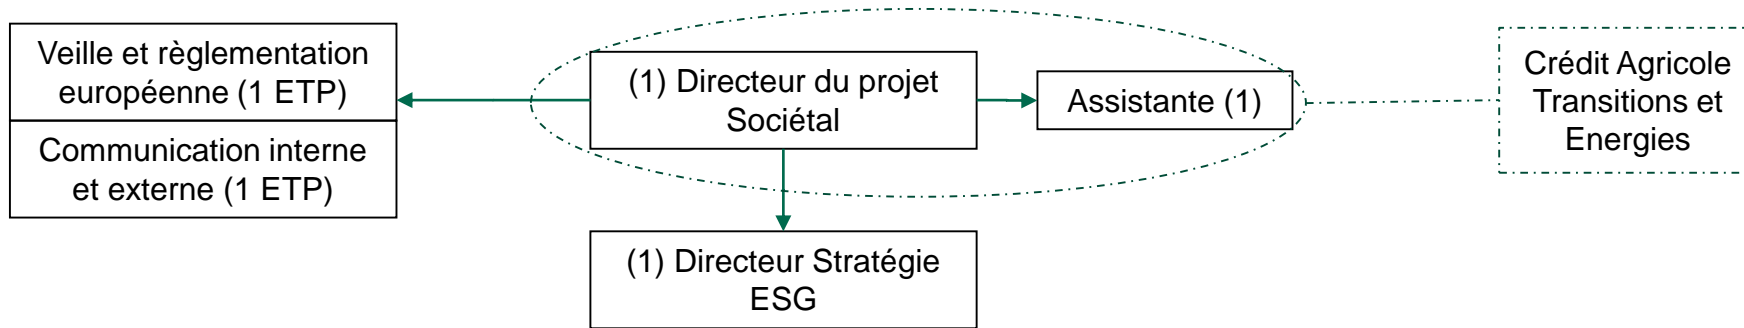 Veille et règlementation
européenne (1 ETP)
Communication interne
et externe (1 ETP)
(1) Directeur du projet
Sociétal
Assistante (1)
Crédit Agricole
Transitions et
Energies
(1) Directeur Stratégie
ESG